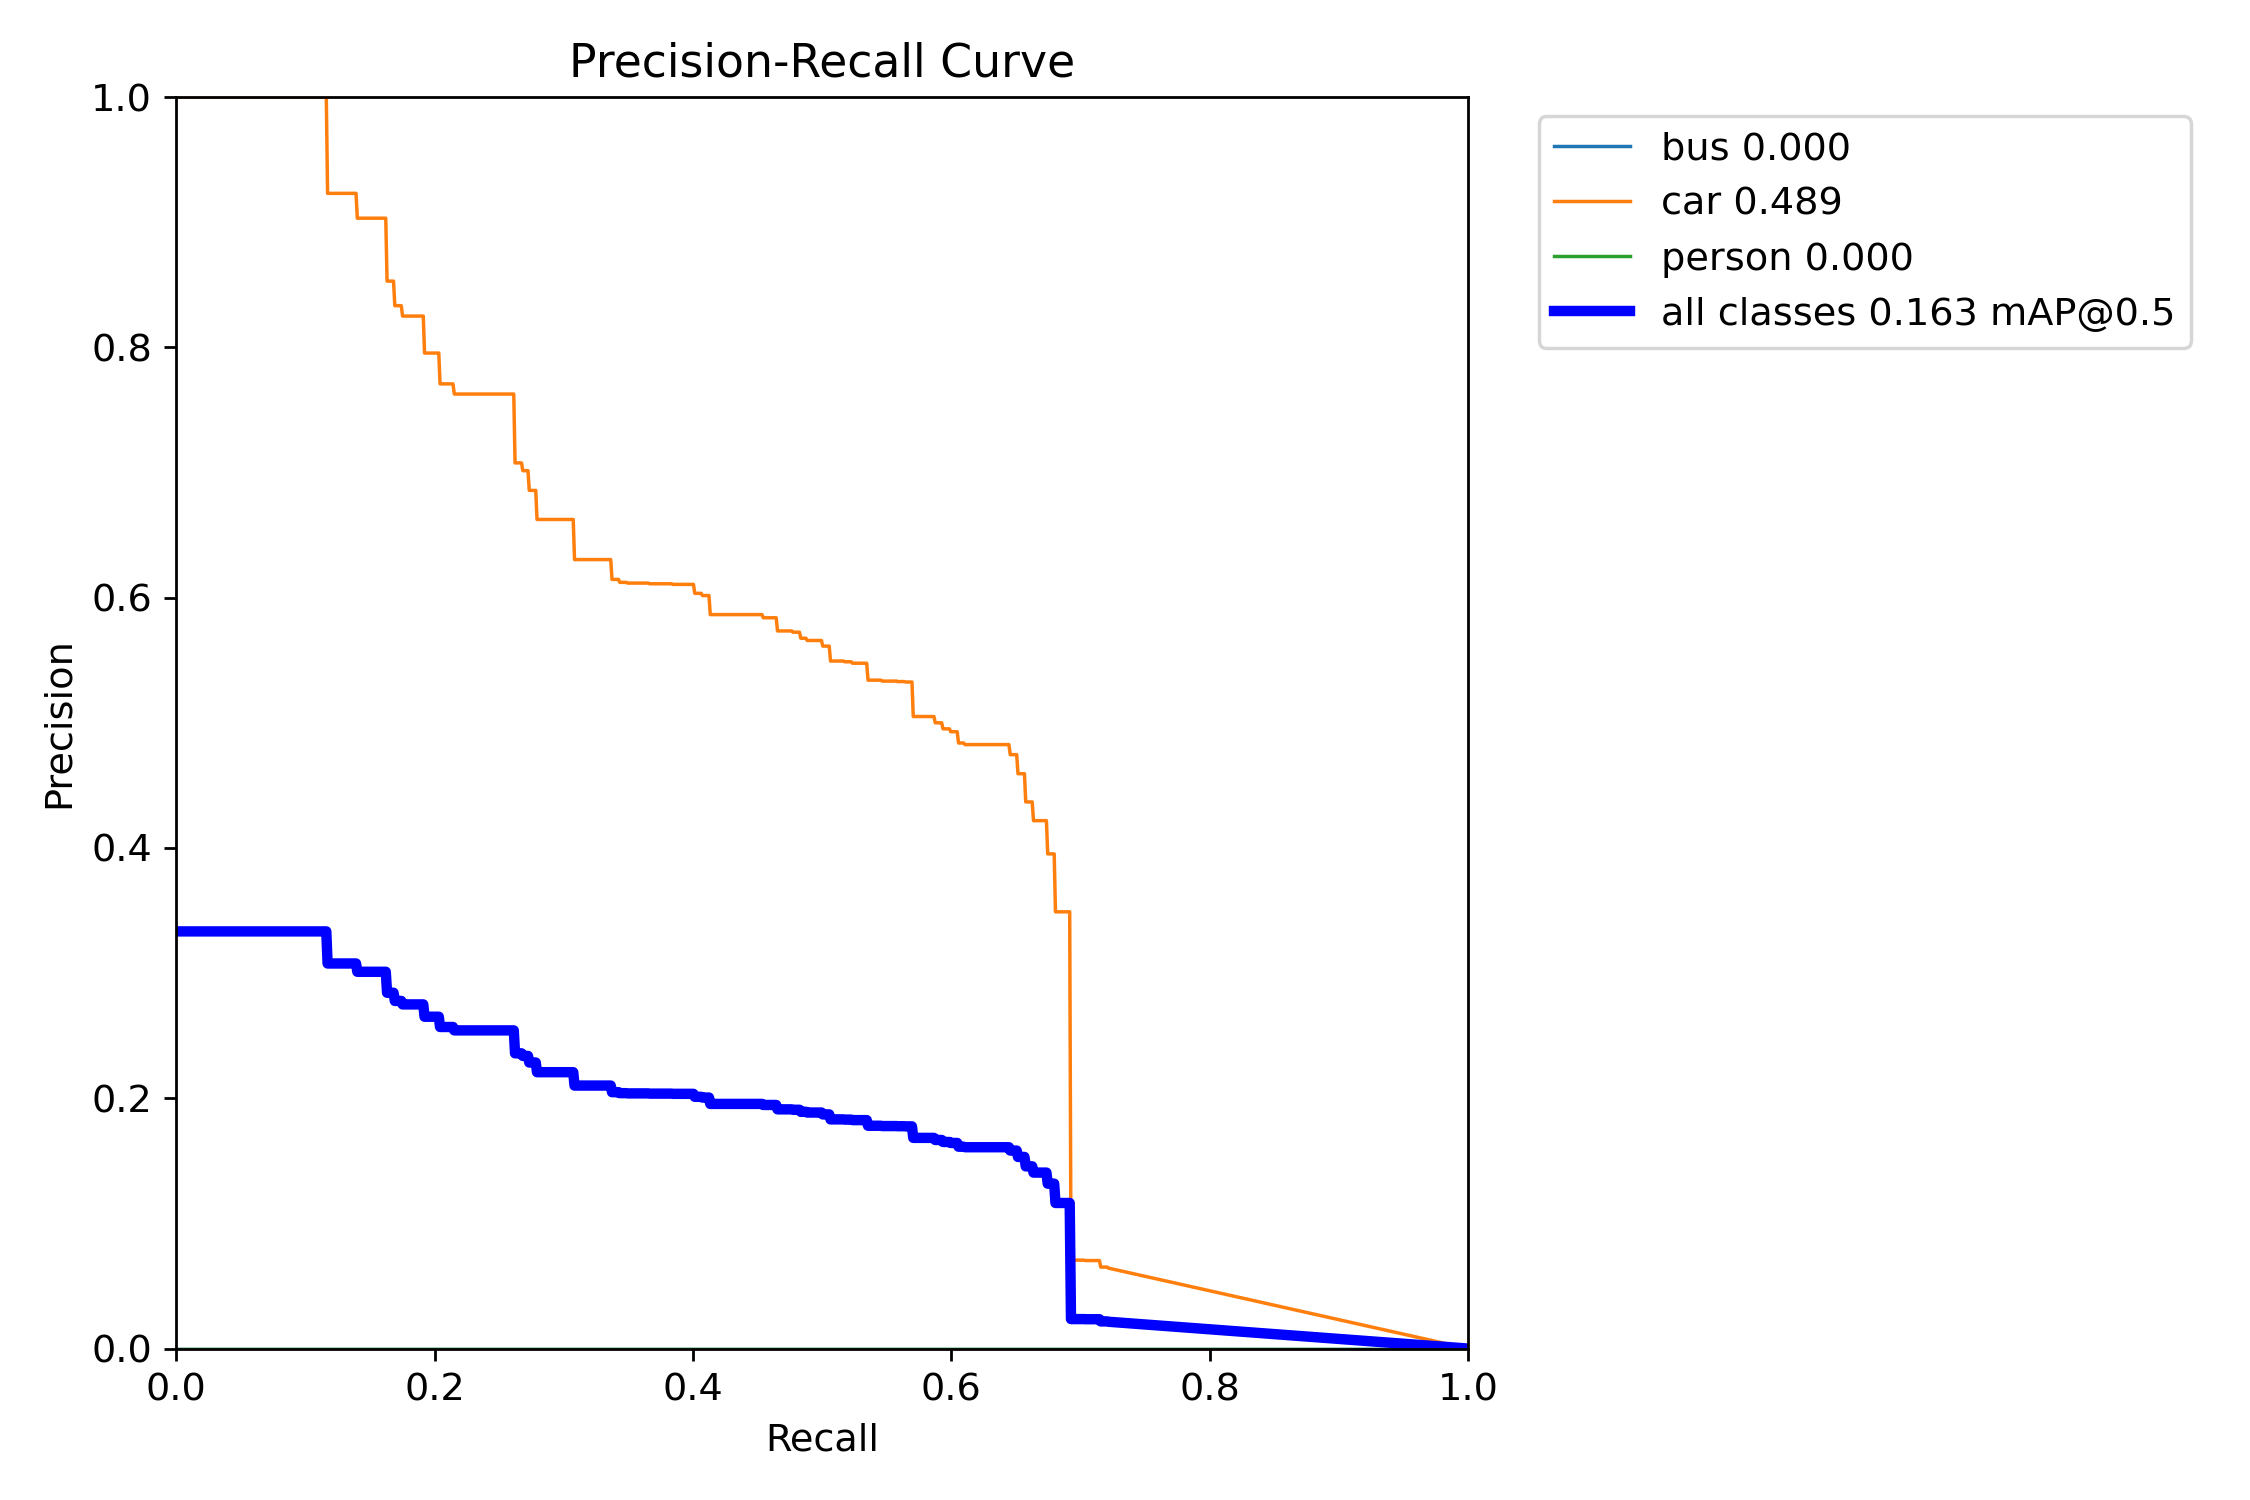 Precision-Recall Curve
1.0
0.8
0.6
0.4
0.2
0.0
Precision
0.0 0.2 0.4 0.6 0.8 1.0
Recall
bus 0.000
car 0.489
person 0.000
all classes 0.163 mAP@0.5